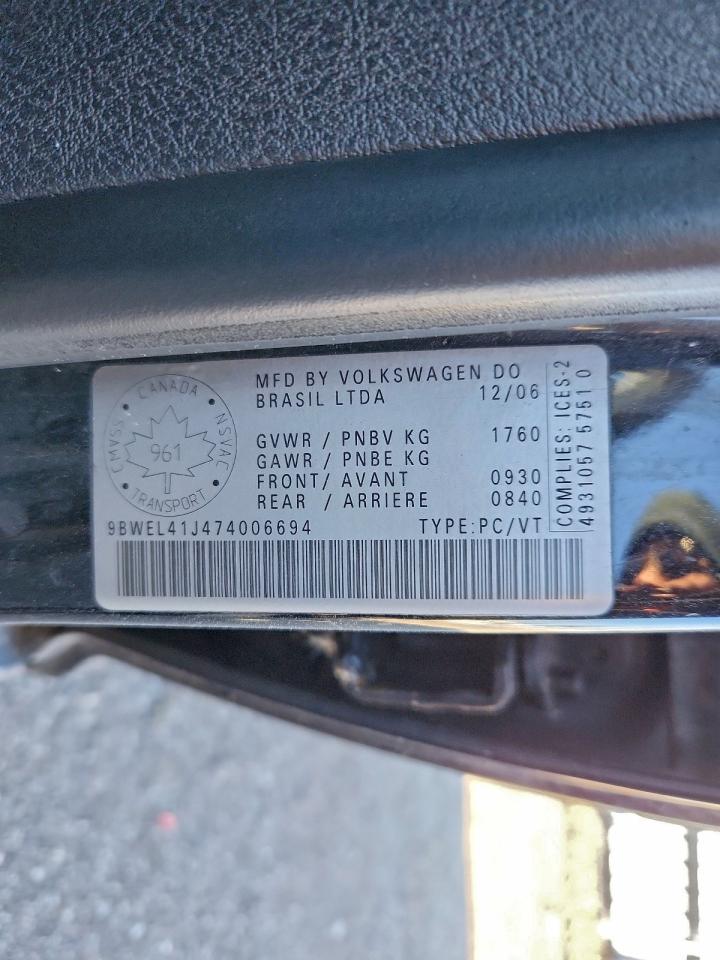 CANADA
CMVSS
NSVAC
961
TRANSPORT
MFD BY VOLKSWAGEN DO
BRASIL LTDA 12/06
GVWR / PNBV KG 1760
GAWR / PNBE KG
FRONT/ AVANT 0930
REAR / ARRIERE 0840
9BWEL41J474006694 TYPE:PC/VT
COMPLIES: ICES-2
4931057 5751 0